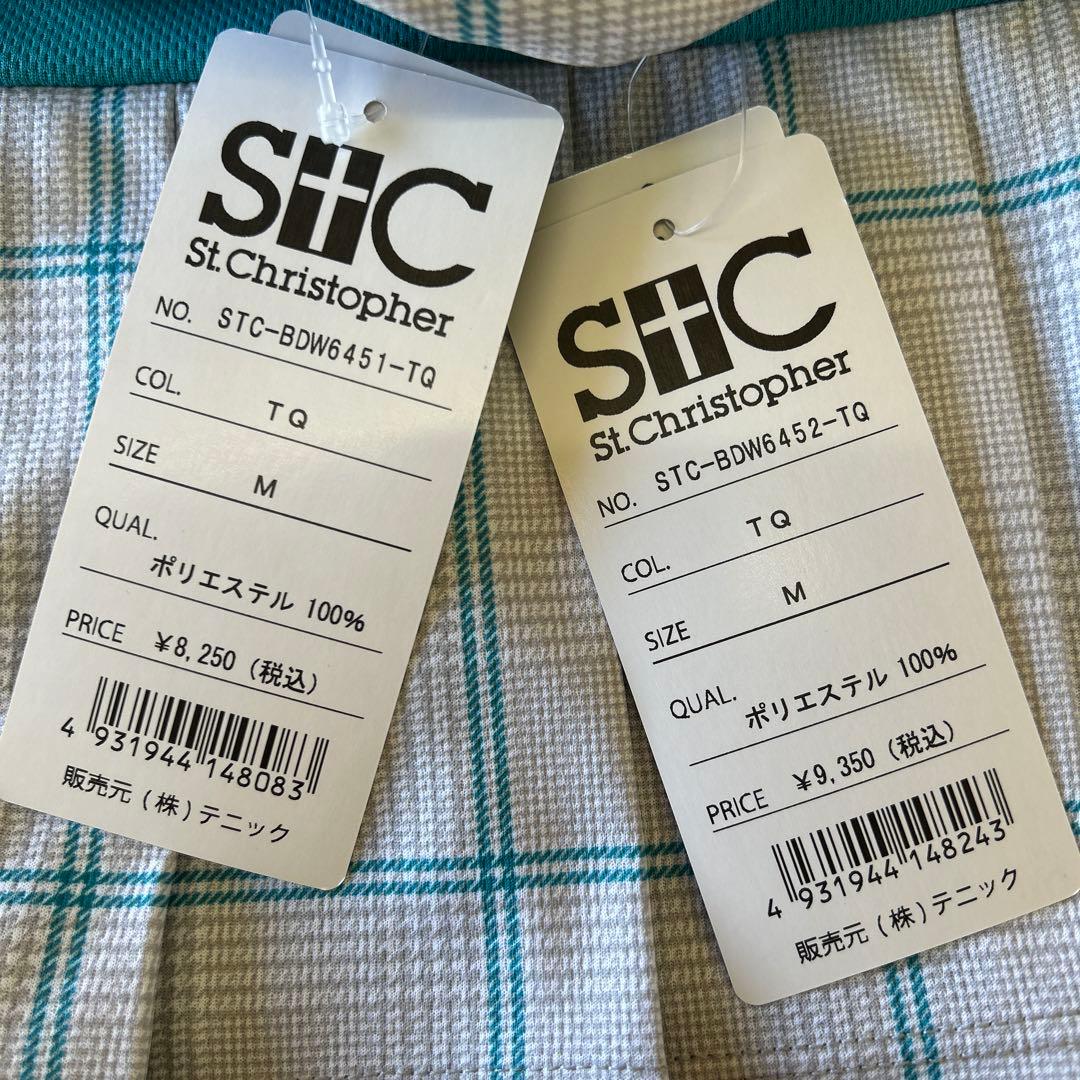 StC
St.Christopher
NO. STC-BDW6451-TQ
COL. TQ
SIZE M
QUAL. ポリエステル 100%
PRICE ¥8,250 (税込)
4 931944 148083
販売元 (株) テニック
StC
St.Christopher
NO. STC-BDW6452-TQ
COL. TQ
SIZE M
QUAL. ポリエステル 100%
PRICE ¥9,350 (税込)
4 931944 148243
販売元 (株) テニック